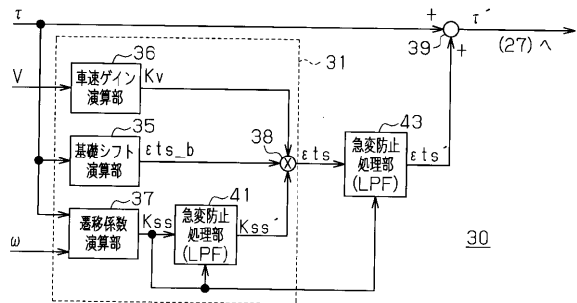 τ
+
τ´
39
+
(27)へ
36
31
V
車速ゲイン
演算部
Kv
35
基礎シフト
演算部
εts_b
38
εts
43
急変防止
処理部
(LPF)
εts´
37
遷移係数
演算部
Kss
41
急変防止
処理部
(LPF)
Kss´
ω
30